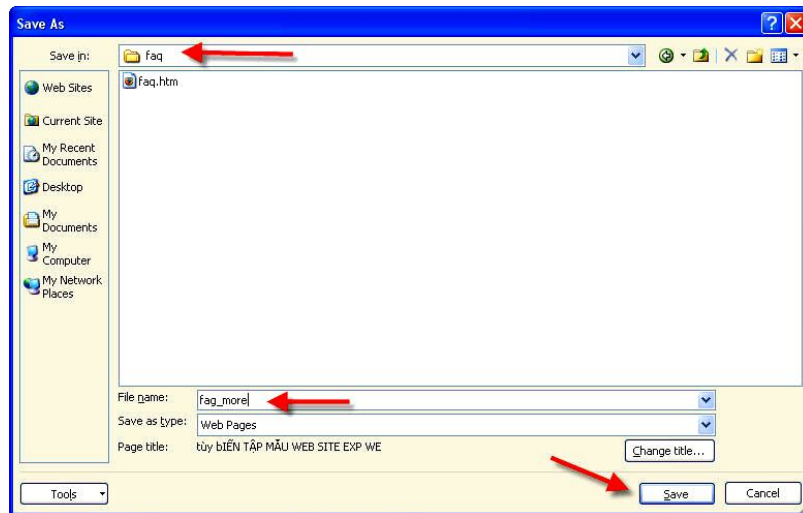 Save As
Save in:
faq
Web Sites
Current Site
My Recent
Documents
Desktop
My
Documents
My
Computer
My Network
Places
faq.htm
File name:
fag_more
Save as type:
Web Pages
Page title:
tùy bIẾN TẬP MẪU WEB SITE EXP WE
Change title...
Tools
Save
Cancel